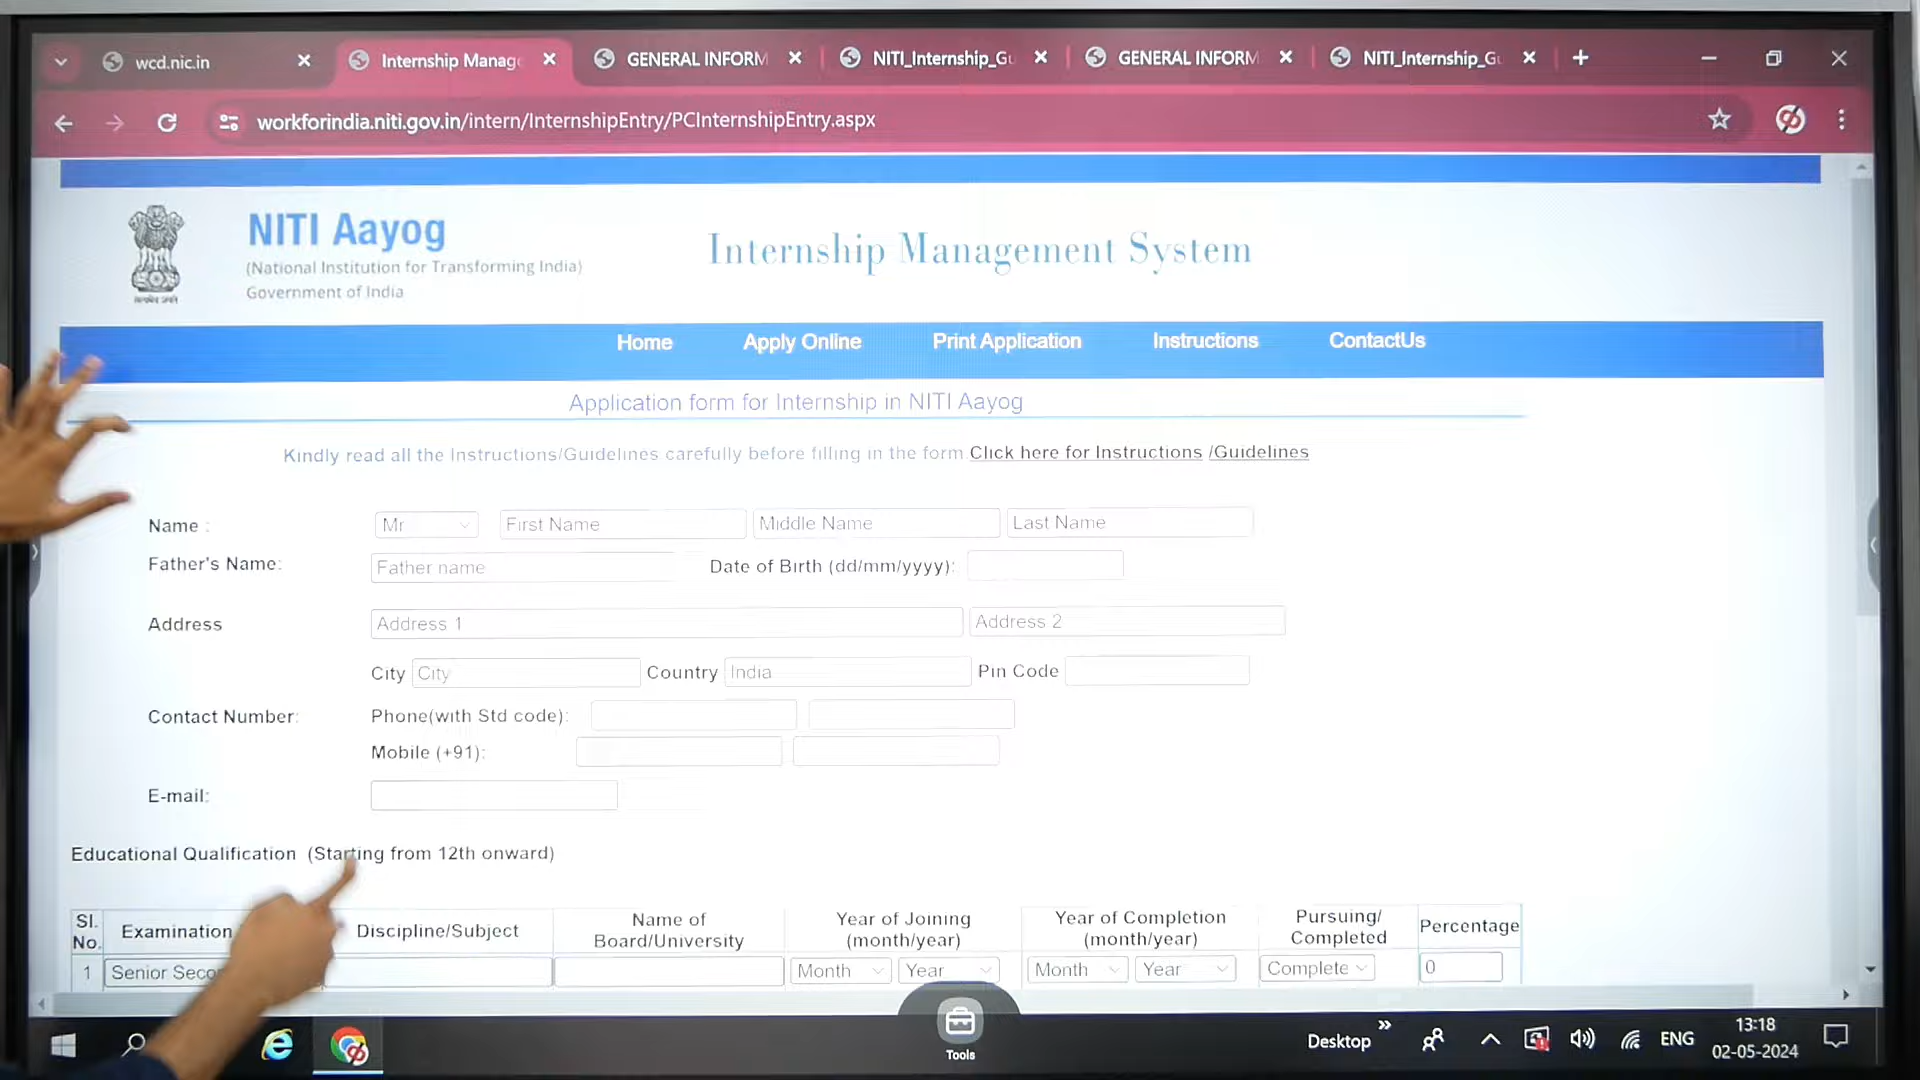 wcd.nic.in
Internship Manag
GENERAL INFORM
NITI_Internship_Gu
GENERAL INFORM
NITI_Internship_Gu
workforindia.niti.gov.in/intern/InternshipEntry/PCInternshipEntry.aspx
NITI Aayog
(National Institution for Transforming India)
Government of India
Internship Management System
Home Apply Online Print Application Instructions ContactUs
Application form for Internship in NITI Aayog
Kindly read all the Instructions/Guidelines carefully before filling in the form Click here for Instructions /Guidelines
Name : Mr First Name Middle Name Last Name
Father's Name: Father name Date of Birth (dd/mm/yyyy):
Address Address 1 Address 2
City City Country India Pin Code
Contact Number: Phone(with Std code):
Mobile (+91):
E-mail:
Educational Qualification (Starting from 12th onward)
Sl. No. Examination Discipline/Subject Name of Board/University Year of Joining (month/year) Year of Completion (month/year) Pursuing/ Completed Percentage
1 Senior Seco Month Year Month Year Complete 0
Tools
Desktop
ENG
13:18
02-05-2024